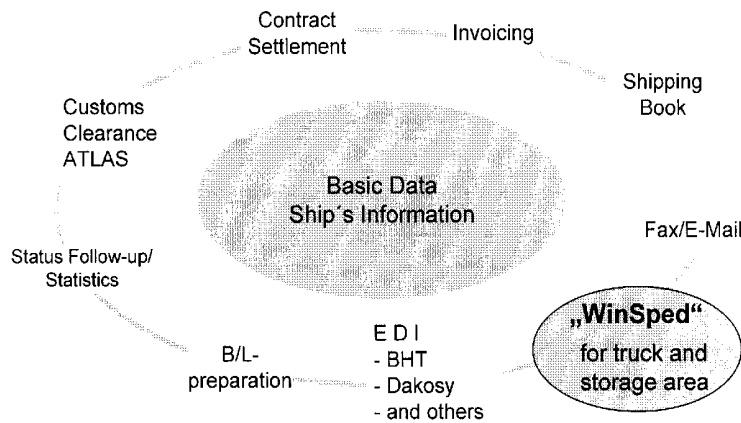 Contract
Settlement
Invoicing
Shipping
Book
Customs
Clearance
ATLAS
Basic Data
Ship´s Information
Fax/E-Mail
Status Follow-up/
Statistics
„WinSped“
for truck and
storage area
E D I
- BHT
- Dakosy
- and others
B/L-
preparation